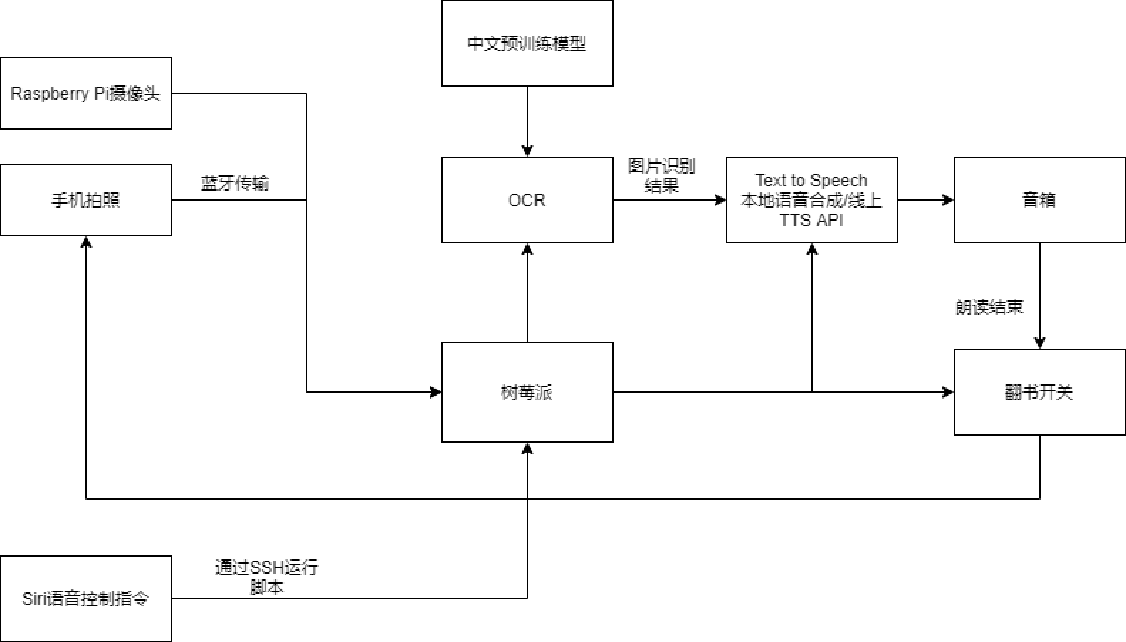 中文预训练模型
Raspberry Pi摄像头
手机拍照
蓝牙传输
OCR
图片识别
结果
Text to Speech
本地语音合成/线上
TTS API
音箱
朗读结束
树莓派
翻书开关
通过SSH运行
脚本
Siri语音控制指令